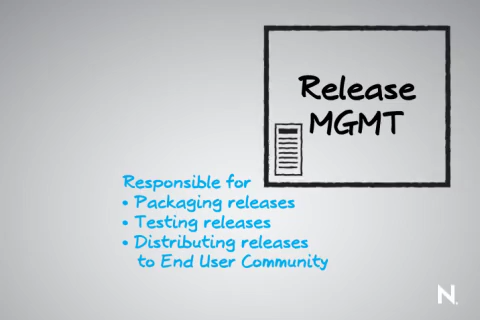 Release
MGMT
Responsible for
• Packaging releases
• Testing releases
• Distributing releases
to End User Community
N